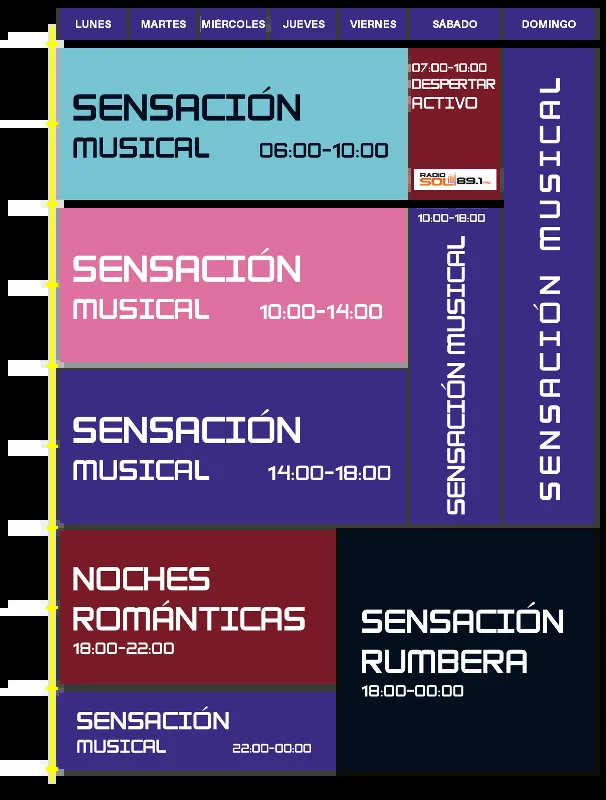 LUNES
MARTES
MIÉRCOLES
JUEVES
VIERNES
SÁBADO
DOMINGO
SENSACIÓN
MUSICAL 06:00-10:00
07:00-10:00
DESPERTAR
ACTIVO
RADIO
SOL 89.1
SENSACIÓN MUSICAL
SENSACIÓN
MUSICAL 10:00-14:00
10:00-18:00
SENSACIÓN MUSICAL
SENSACIÓN
MUSICAL 14:00-18:00
NOCHES
ROMÁNTICAS
18:00-22:00
SENSACIÓN
RUMBERA
18:00-00:00
SENSACIÓN
MUSICAL 22:00-00:00